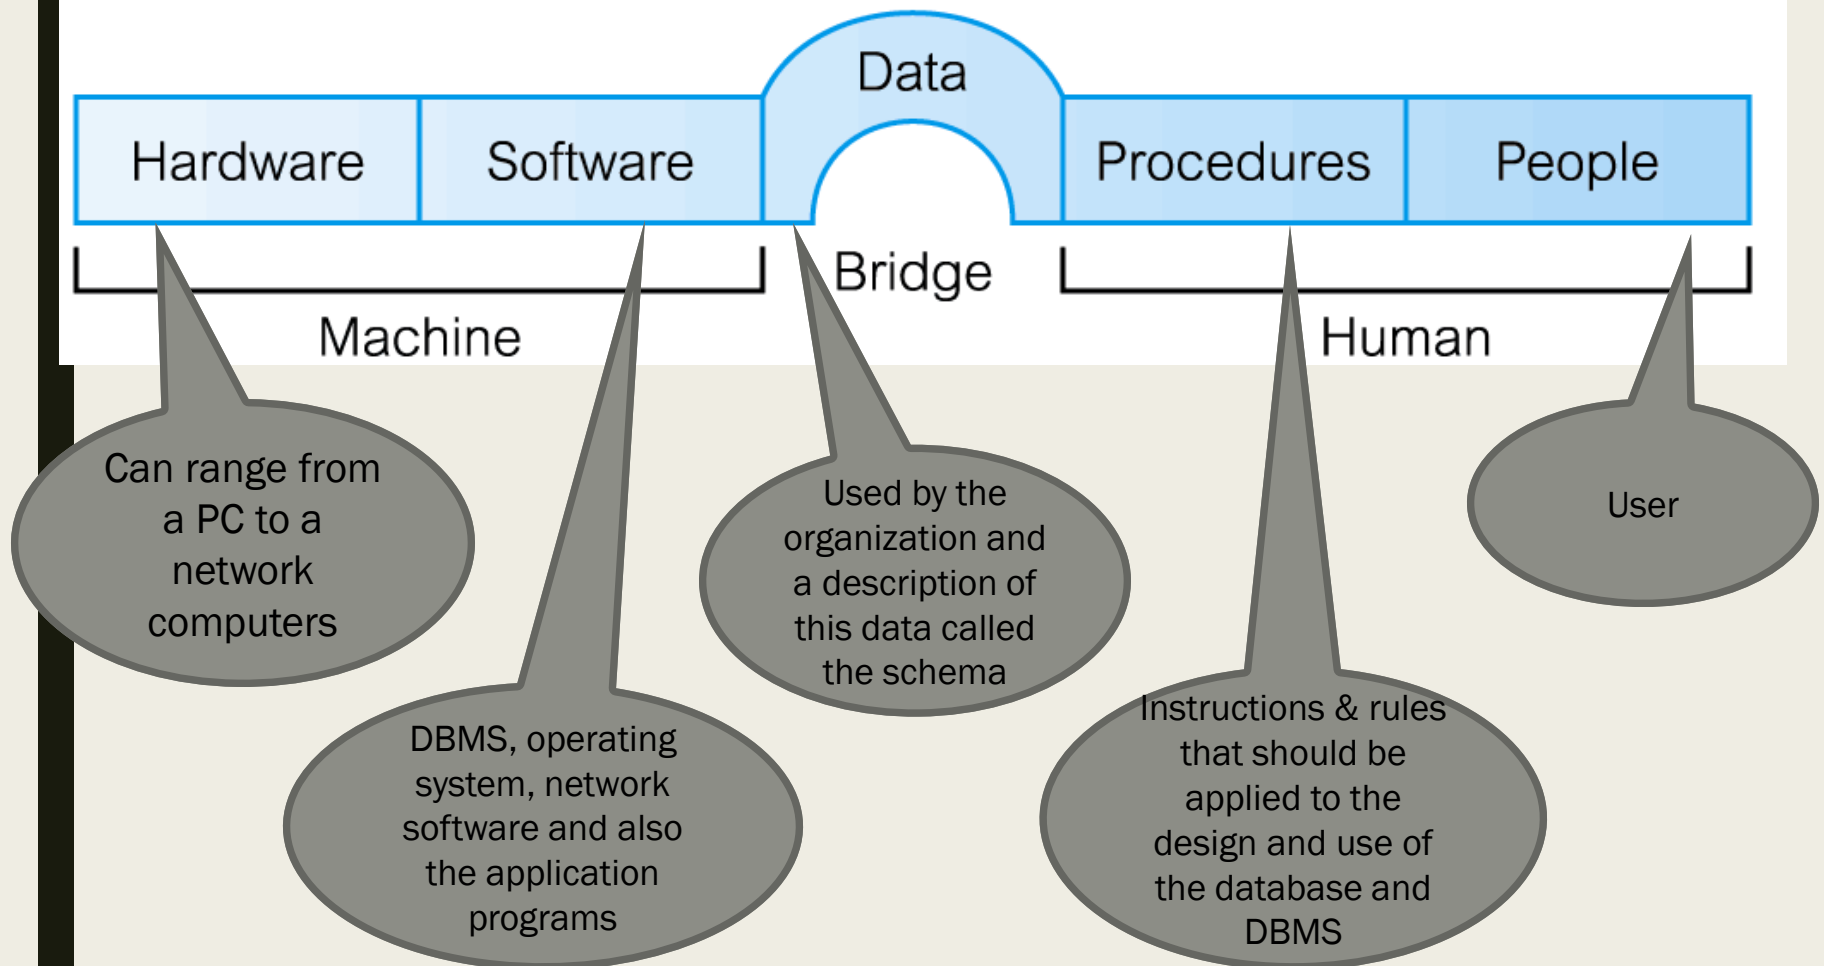 Data
Hardware
Software
Procedures
People
Bridge
Machine
Human
Can range from
a PC to a
network
computers
DBMS, operating
system, network
software and also
the application
programs
Used by the
organization and
a description of
this data called
the schema
Instructions & rules
that should be
applied to the
design and use of
the database and
DBMS
User